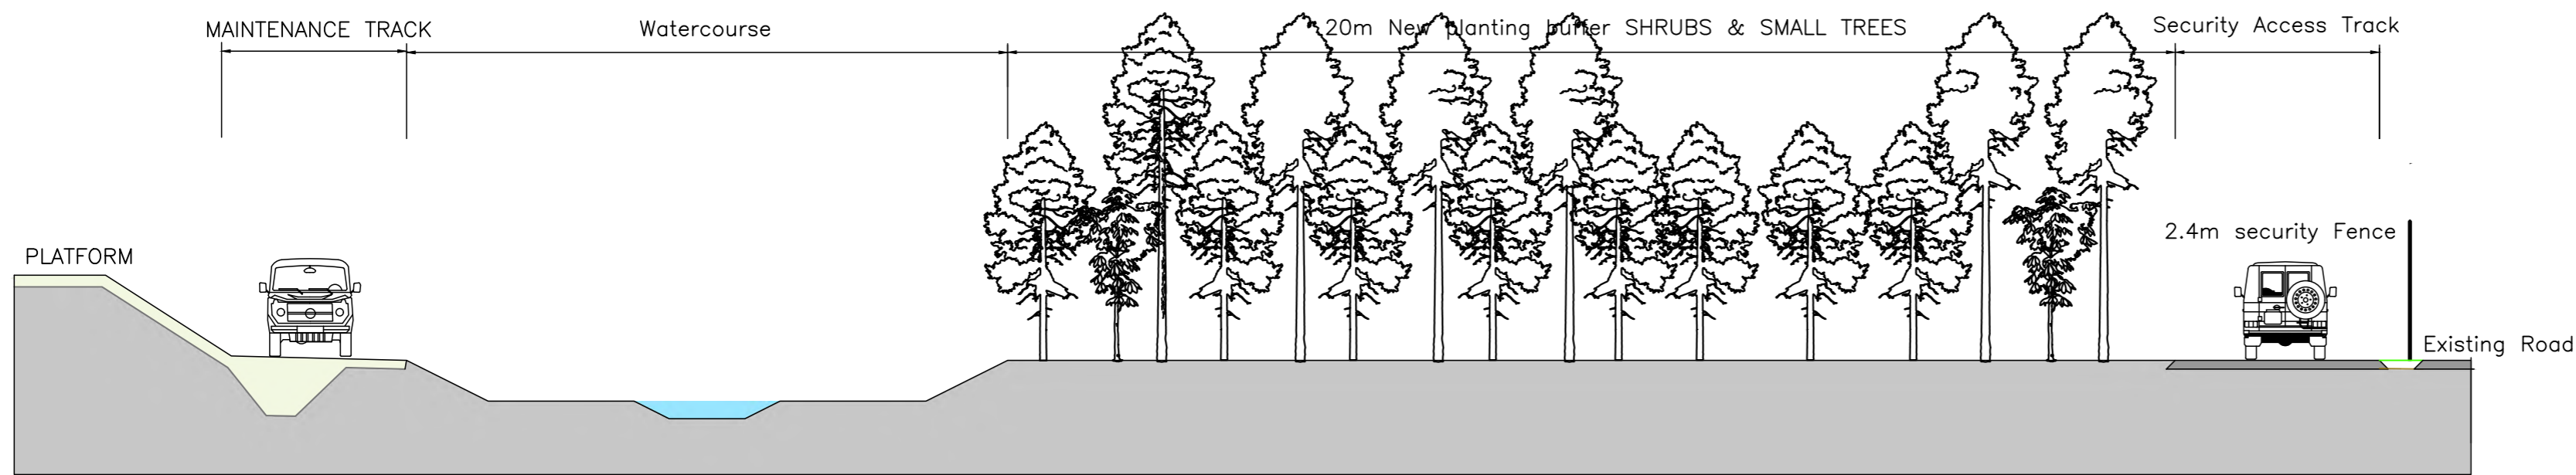 MAINTENANCE TRACK
Watercourse
20m New planting buffer SHRUBS & SMALL TREES
Security Access Track
2.4m security Fence
PLATFORM
Existing Road